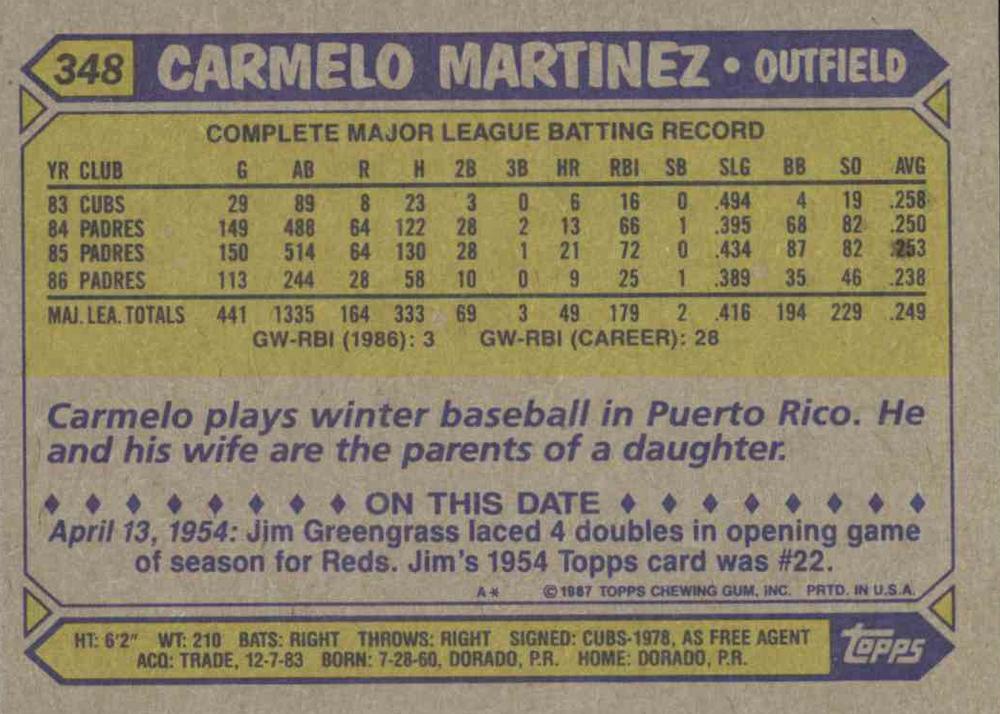 348 CARMELO MARTINEZ • OUTFIELD
COMPLETE MAJOR LEAGUE BATTING RECORD
YR CLUB G AB R H 2B 3B HR RBI SB SLG BB SO AVG
83 CUBS 29 89 8 23 3 0 6 16 0 .494 4 19 .258
84 PADRES 149 488 64 122 28 2 13 66 1 .395 68 82 .250
85 PADRES 150 514 64 130 28 1 21 72 0 .434 87 82 .253
86 PADRES 113 244 28 58 10 0 9 25 1 .389 35 46 .238
MAJ. LEA. TOTALS 441 1335 164 333 69 3 49 179 2 .416 194 229 .249
GW-RBI (1986): 3 GW-RBI (CAREER): 28
Carmelo plays winter baseball in Puerto Rico. He
and his wife are the parents of a daughter.
♦ ♦ ♦ ♦ ♦ ♦ ♦ ♦ ON THIS DATE ♦ ♦ ♦ ♦ ♦ ♦ ♦ ♦
April 13, 1954: Jim Greengrass laced 4 doubles in opening game
of season for Reds. Jim's 1954 Topps card was #22.
A* © 1987 TOPPS CHEWING GUM, INC. PRTD. IN U.S.A.
HT: 6'2" WT: 210 BATS: RIGHT THROWS: RIGHT SIGNED: CUBS-1978, AS FREE AGENT
ACQ: TRADE, 12-7-83 BORN: 7-28-60, DORADO, P.R. HOME: DORADO, P.R.
topps